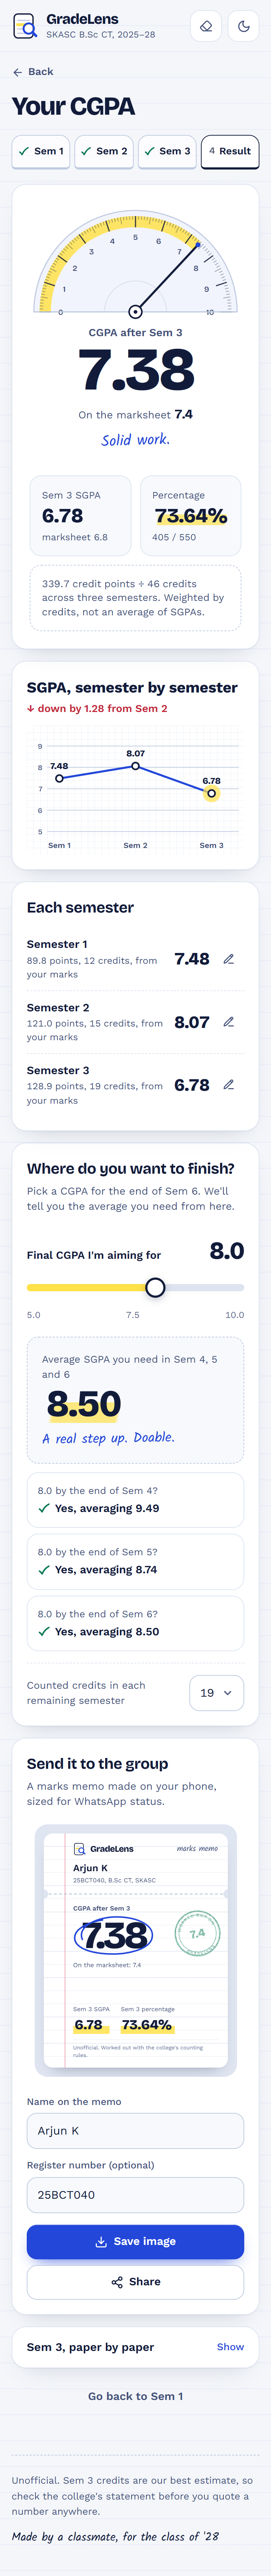 GradeLens
SKASC B.Sc CT, 2025–28
← Back
Your CGPA
✓ Sem 1
✓ Sem 2
✓ Sem 3
4 Result
0 1 2 3 4 5 6 7 8 9 10
CGPA after Sem 3
7.38
On the marksheet 7.4
Solid work.
Sem 3 SGPA
6.78
marksheet 6.8
Percentage
73.64%
405 / 550
339.7 credit points ÷ 46 credits
across three semesters. Weighted by
credits, not an average of SGPAs.
SGPA, semester by semester
↓ down by 1.28 from Sem 2
9
8
7
6
5
7.48
8.07
6.78
Sem 1 Sem 2 Sem 3
Each semester
Semester 1
89.8 points, 12 credits, from
your marks
7.48
Semester 2
121.0 points, 15 credits, from
your marks
8.07
Semester 3
128.9 points, 19 credits, from
your marks
6.78
Where do you want to finish?
Pick a CGPA for the end of Sem 6. We'll
tell you the average you need from here.
Final CGPA I'm aiming for 8.0
5.0 7.5 10.0
Average SGPA you need in Sem 4, 5
and 6
8.50
A real step up. Doable.
8.0 by the end of Sem 4?
✓ Yes, averaging 9.49
8.0 by the end of Sem 5?
✓ Yes, averaging 8.74
8.0 by the end of Sem 6?
✓ Yes, averaging 8.50
Counted credits in each
remaining semester
19
Send it to the group
A marks memo made on your phone,
sized for WhatsApp status.
GradeLens marks memo
Arjun K
25BCT040, B.Sc CT, SKASC
CGPA after Sem 3
7.38
7.4
On the marksheet: 7.4
Sem 3 SGPA
6.78
Sem 3 percentage
73.64%
Unofficial. Worked out with the college's counting
rules.
Name on the memo
Arjun K
Register number (optional)
25BCT040
Save image
Share
Sem 3, paper by paper Show
Go back to Sem 1
Unofficial. Sem 3 credits are our best estimate, so
check the college's statement before you quote a
number anywhere.
Made by a classmate, for the class of '28